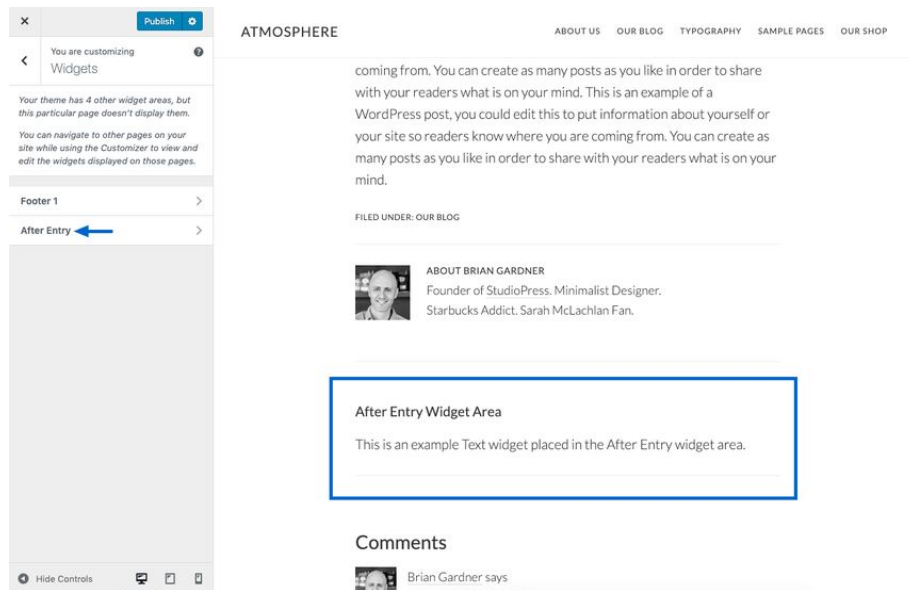 Publish
You are customizing
Widgets
Your theme has 4 other widget areas, but
this particular page doesn't display them.
You can navigate to other pages on your
site while using the Customizer to view and
edit the widgets displayed on those pages.
Footer 1
After Entry
Hide Controls
ATMOSPHERE
ABOUT US OUR BLOG TYPOGRAPHY SAMPLE PAGES OUR SHOP
coming from. You can create as many posts as you like in order to share
with your readers what is on your mind. This is an example of a
WordPress post, you could edit this to put information about yourself or
your site so readers know where you are coming from. You can create as
many posts as you like in order to share with your readers what is on your
mind.
FILED UNDER: OUR BLOG
ABOUT BRIAN GARDNER
Founder of StudioPress. Minimalist Designer.
Starbucks Addict. Sarah McLachlan Fan.
After Entry Widget Area
This is an example Text widget placed in the After Entry widget area.
Comments
Brian Gardner says